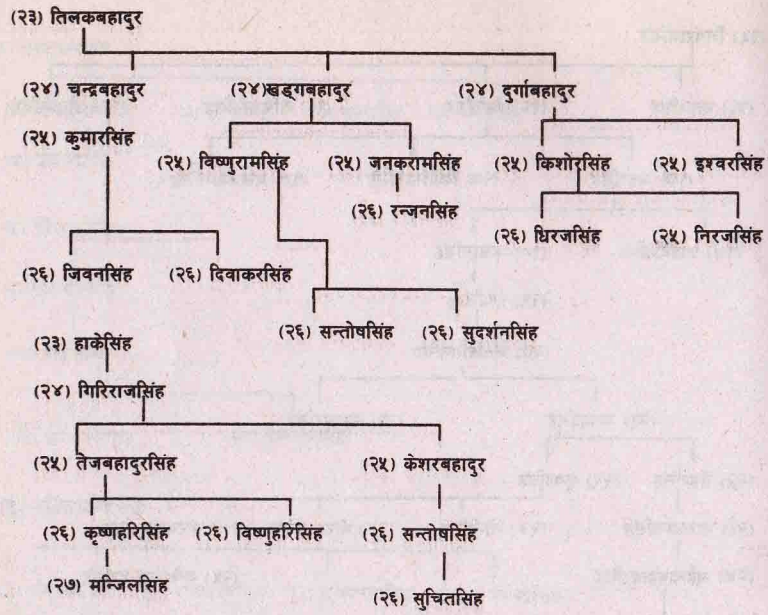 (२३) तिलकबहादुर
(२४) चन्द्रबहादुर (२४)खड्गबहादुर (२४) दुर्गाबहादुर
(२५) कुमारसिंह
(२५) विष्णुरामसिंह (२५) जनकरामसिंह (२५) किशोरसिंह (२५) इश्वरसिंह
(२६) रन्जनसिंह
(२६) धिरजसिंह (२५) निरजसिंह
(२६) जिवनसिंह (२६) दिवाकरसिंह
(२६) सन्तोषसिंह (२६) सुदर्शनसिंह
(२३) हाकेसिंह
(२४) गिरिराजसिंह
(२५) तेजबहादुरसिंह (२५) केशरबहादुर
(२६) कृष्णहरिसिंह (२६) विष्णुहरिसिंह (२६) सन्तोषसिंह
(२७) मन्जिलसिंह
(२६) सुचितसिंह